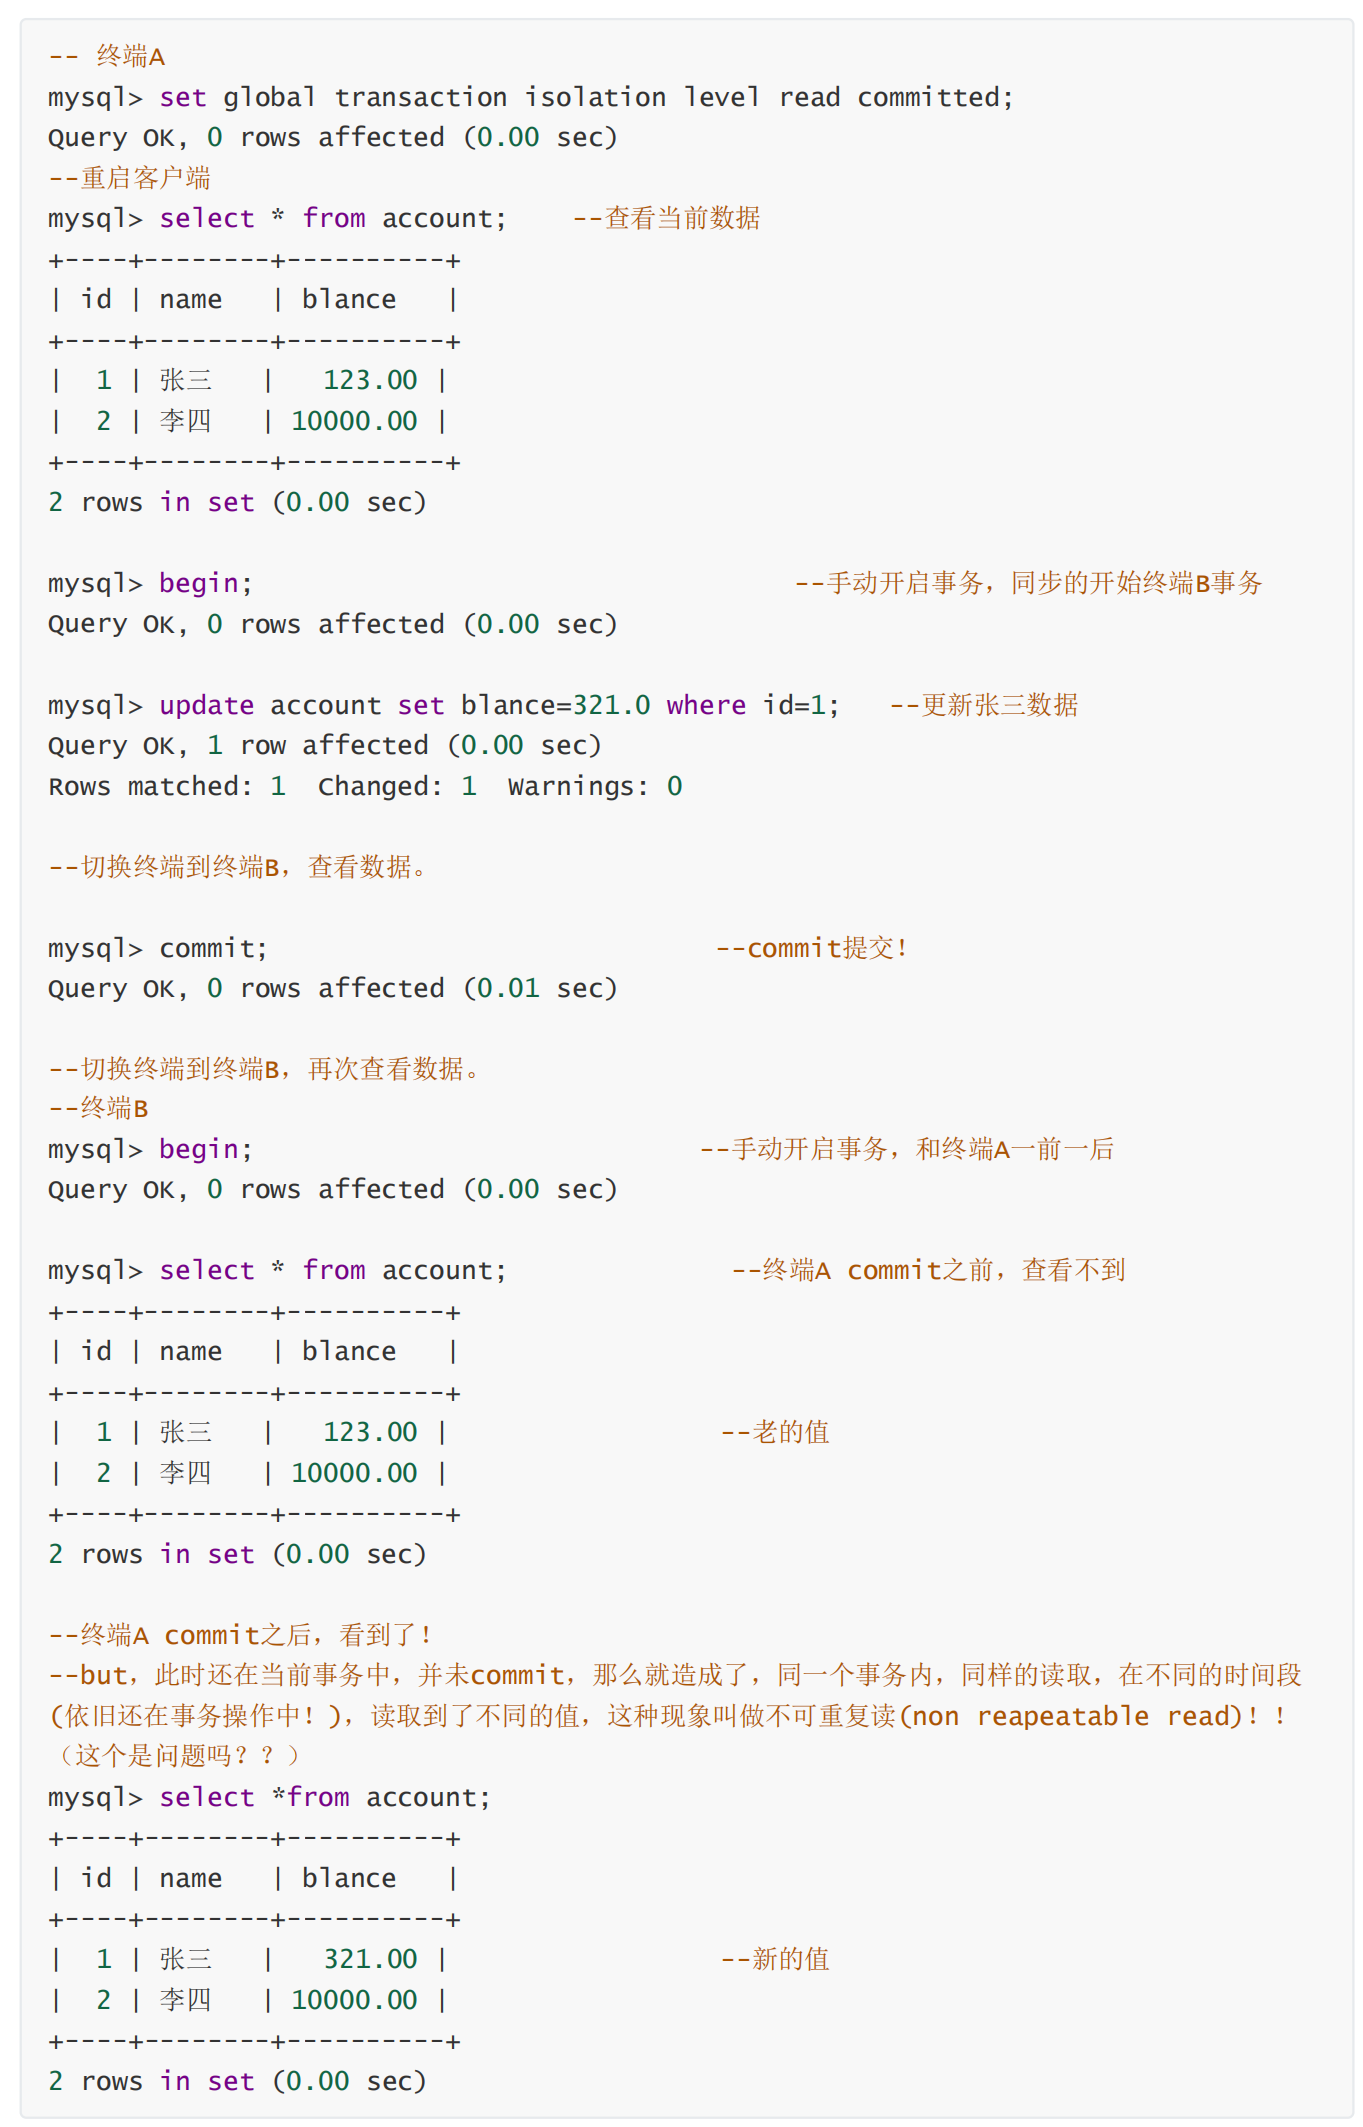 -- 终端A
mysql> set global transaction isolation level read committed;
Query OK, 0 rows affected (0.00 sec)
--重启客户端
mysql> select * from account;    --查看当前数据
+----+--------+----------+
| id | name   | blance   |
+----+--------+----------+
|  1 | 张三   |   123.00 |
|  2 | 李四   | 10000.00 |
+----+--------+----------+
2 rows in set (0.00 sec)
mysql> begin;                                  --手动开启事务，同步的开始终端B事务
Query OK, 0 rows affected (0.00 sec)
mysql> update account set blance=321.0 where id=1;   --更新张三数据
Query OK, 1 row affected (0.00 sec)
Rows matched: 1  Changed: 1  Warnings: 0
--切换终端到终端B，查看数据。
mysql> commit;                            --commit提交！
Query OK, 0 rows affected (0.01 sec)
--切换终端到终端B，再次查看数据。
--终端B
mysql> begin;                            --手动开启事务，和终端A一前一后
Query OK, 0 rows affected (0.00 sec)
mysql> select * from account;              --终端A commit之前，查看不到
+----+--------+----------+
| id | name   | blance   |
+----+--------+----------+
|  1 | 张三   |   123.00 |                 --老的值
|  2 | 李四   | 10000.00 |
+----+--------+----------+
2 rows in set (0.00 sec)
--终端A commit之后，看到了！
--but，此时还在当前事务中，并未commit，那么就造成了，同一个事务内，同样的读取，在不同的时间段
(依旧还在事务操作中！)，读取到了不同的值，这种现象叫做不可重复读(non reapeatable read)！！
（这个是问题吗？？）
mysql> select *from account;
+----+--------+----------+
| id | name   | blance   |
+----+--------+----------+
|  1 | 张三   |   321.00 |                 --新的值
|  2 | 李四   | 10000.00 |
+----+--------+----------+
2 rows in set (0.00 sec)